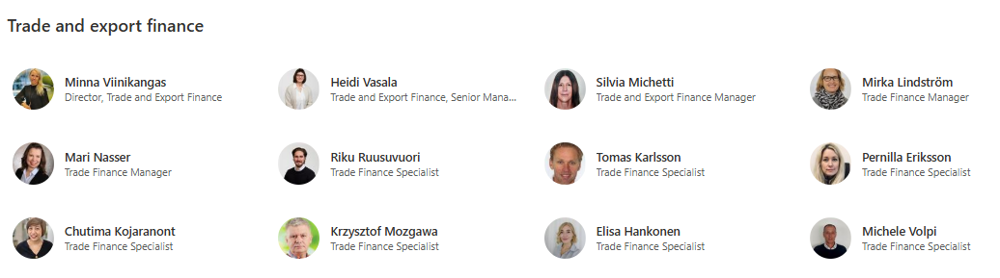 Trade and export finance
Minna Viinikangas
Director, Trade and Export Finance
Heidi Vasala
Trade and Export Finance, Senior Mana...
Silvia Michetti
Trade and Export Finance Manager
Mirka Lindström
Trade Finance Manager
Mari Nasser
Trade Finance Manager
Riku Ruusuvuori
Trade Finance Specialist
Tomas Karlsson
Trade Finance Specialist
Pernilla Eriksson
Trade Finance Specialist
Chutima Kojaranont
Trade Finance Specialist
Krzysztof Mozgawa
Trade Finance Specialist
Elisa Hankonen
Trade Finance Specialist
Michele Volpi
Trade Finance Specialist